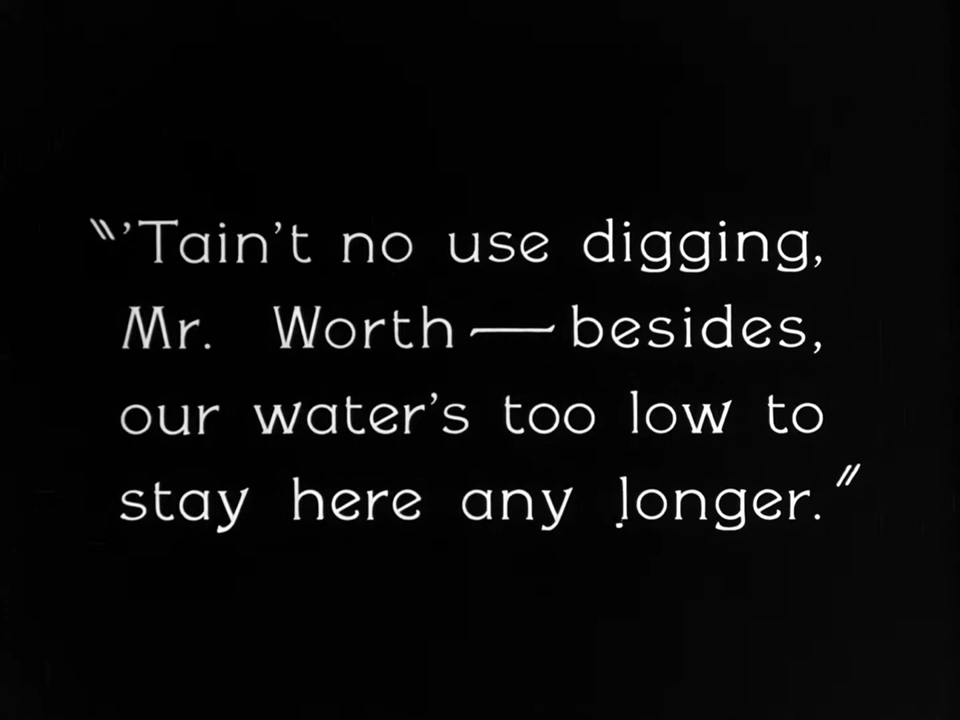 "'Tain't no use digging,
Mr. Worth — besides,
our water's too low to
stay here any longer."